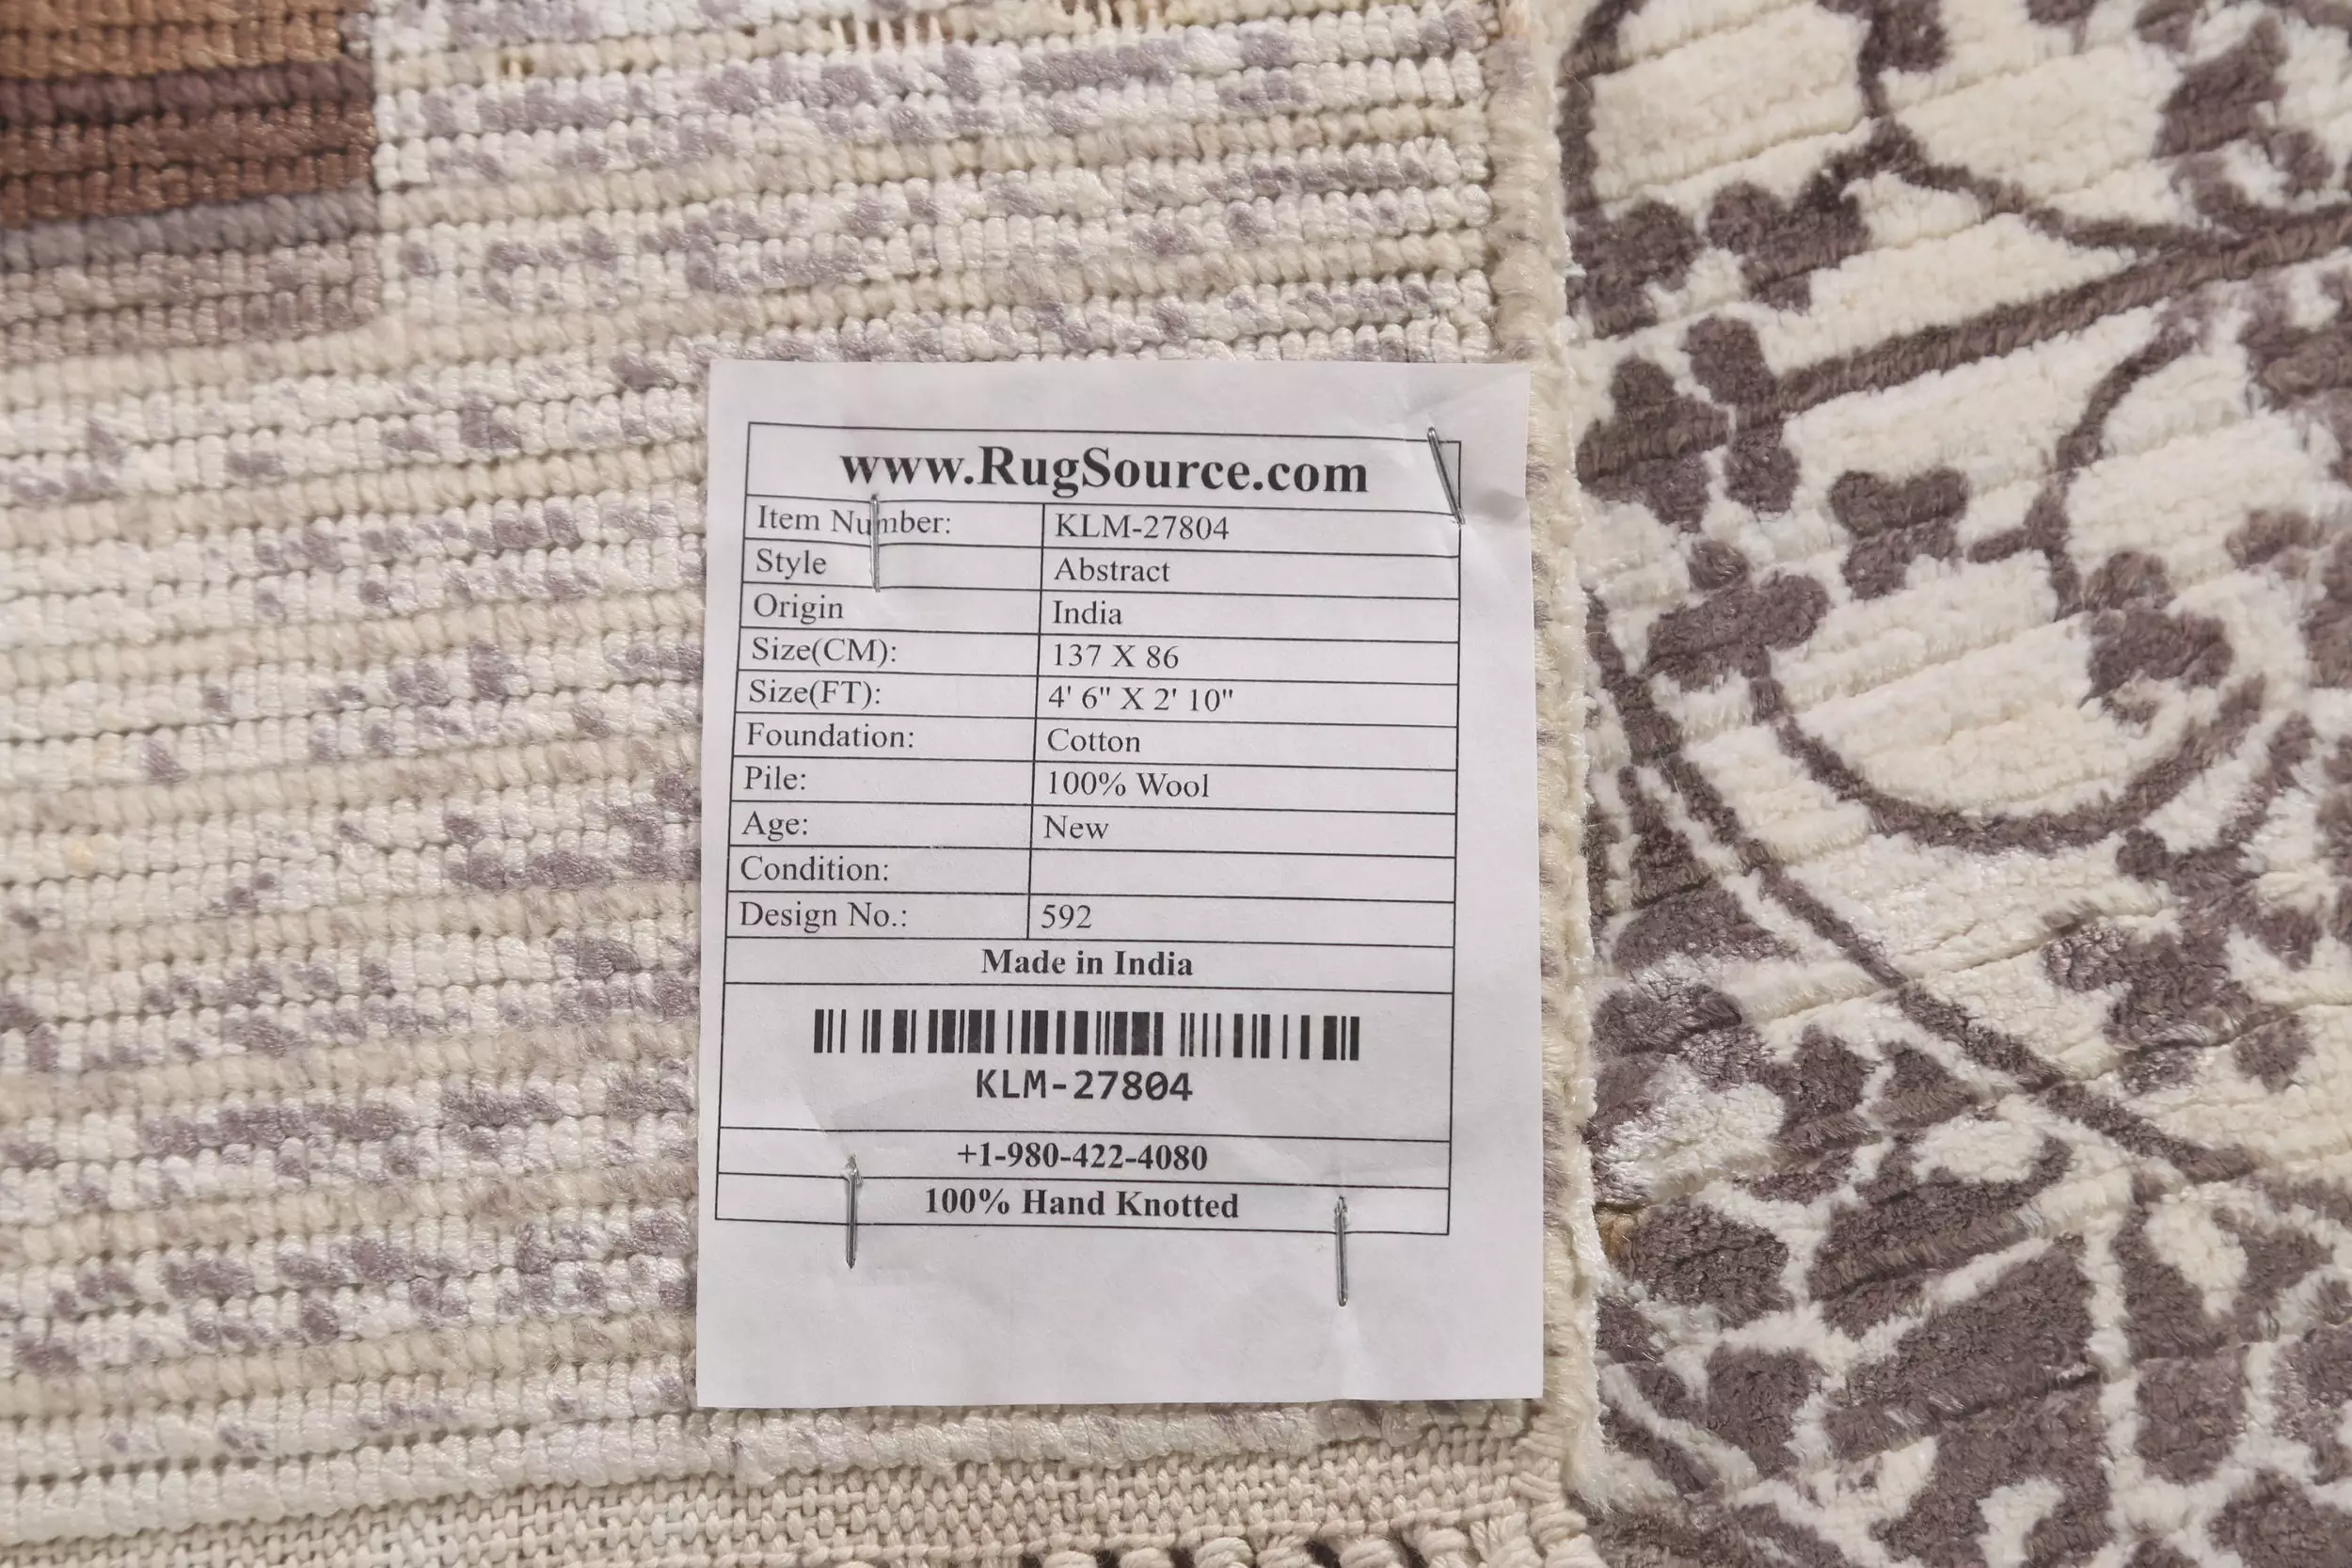 www.RugSource.com
Item Number: KLM-27804
Style Abstract
Origin India
Size(CM): 137 X 86
Size(FT): 4' 6" X 2' 10"
Foundation: Cotton
Pile: 100% Wool
Age: New
Condition:
Design No.: 592
Made in India
KLM-27804
+1-980-422-4080
100% Hand Knotted